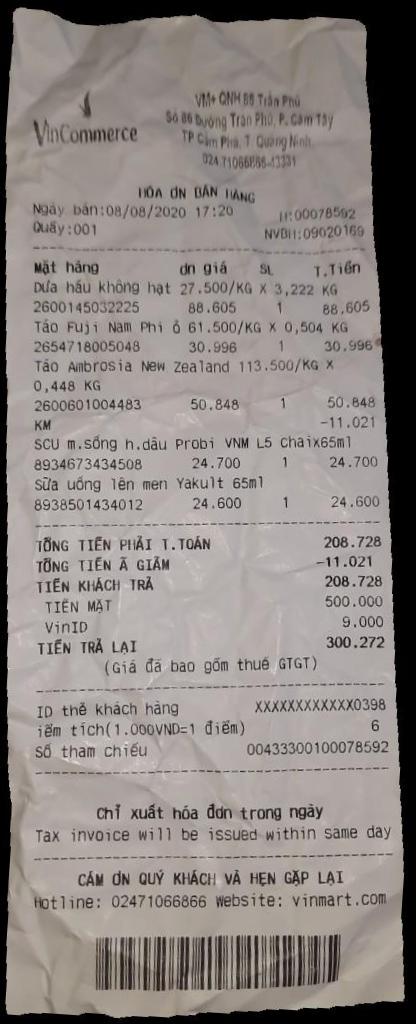 VinCommerce
VM+ QNH 86 Trần Phú
Số 86 Đường Trần Phú, P. Cẩm Tây
TP Cẩm Phả, T. Quảng Ninh
024.71066866-13331
HÓA ƠN BÁN HÀNG
Ngày bán:08/08/2020 17:20 H:00078592
Quầy:001 NVBH:09020169
Mặt hàng ơn giá SL T.Tiền
Dưa hấu không hạt 27.500/KG X 3,222 KG
2600145032225 88.605 1 88.605
Táo Fuji Nam Phi ô 61.500/KG X 0,504 KG
2654718005048 30.996 1 30.996
Táo Ambrosia New Zealand 113.500/KG X
0,448 KG
2600601004483 50.848 1 50.848
KM -11.021
SCU m.sống h.dâu Probi VNM L5 Chaix65ml
8934673434508 24.700 1 24.700
Sữa uống lên men Yakult 65ml
8938501434012 24.600 1 24.600
TỔNG TIỀN PHẢI T.TOÁN 208.728
TỔNG TIỀN Ã GIẢM -11.021
TIỀN KHÁCH TRẢ 208.728
TIỀN MẶT 500.000
VinID 9.000
TIỀN TRẢ LẠI 300.272
(Giá đã bao gồm thuế GTGT)
ID thẻ khách hàng XXXXXXXXXXXX0398
iểm tích(1.000VND=1 điểm) 6
Số tham chiếu 00433300100078592
Chỉ xuất hóa đơn trong ngày
Tax invoice will be issued within same day
CẢM ƠN QUÝ KHÁCH VÀ HẸN GẶP LẠI
Hotline: 02471066866 Website: vinmart.com